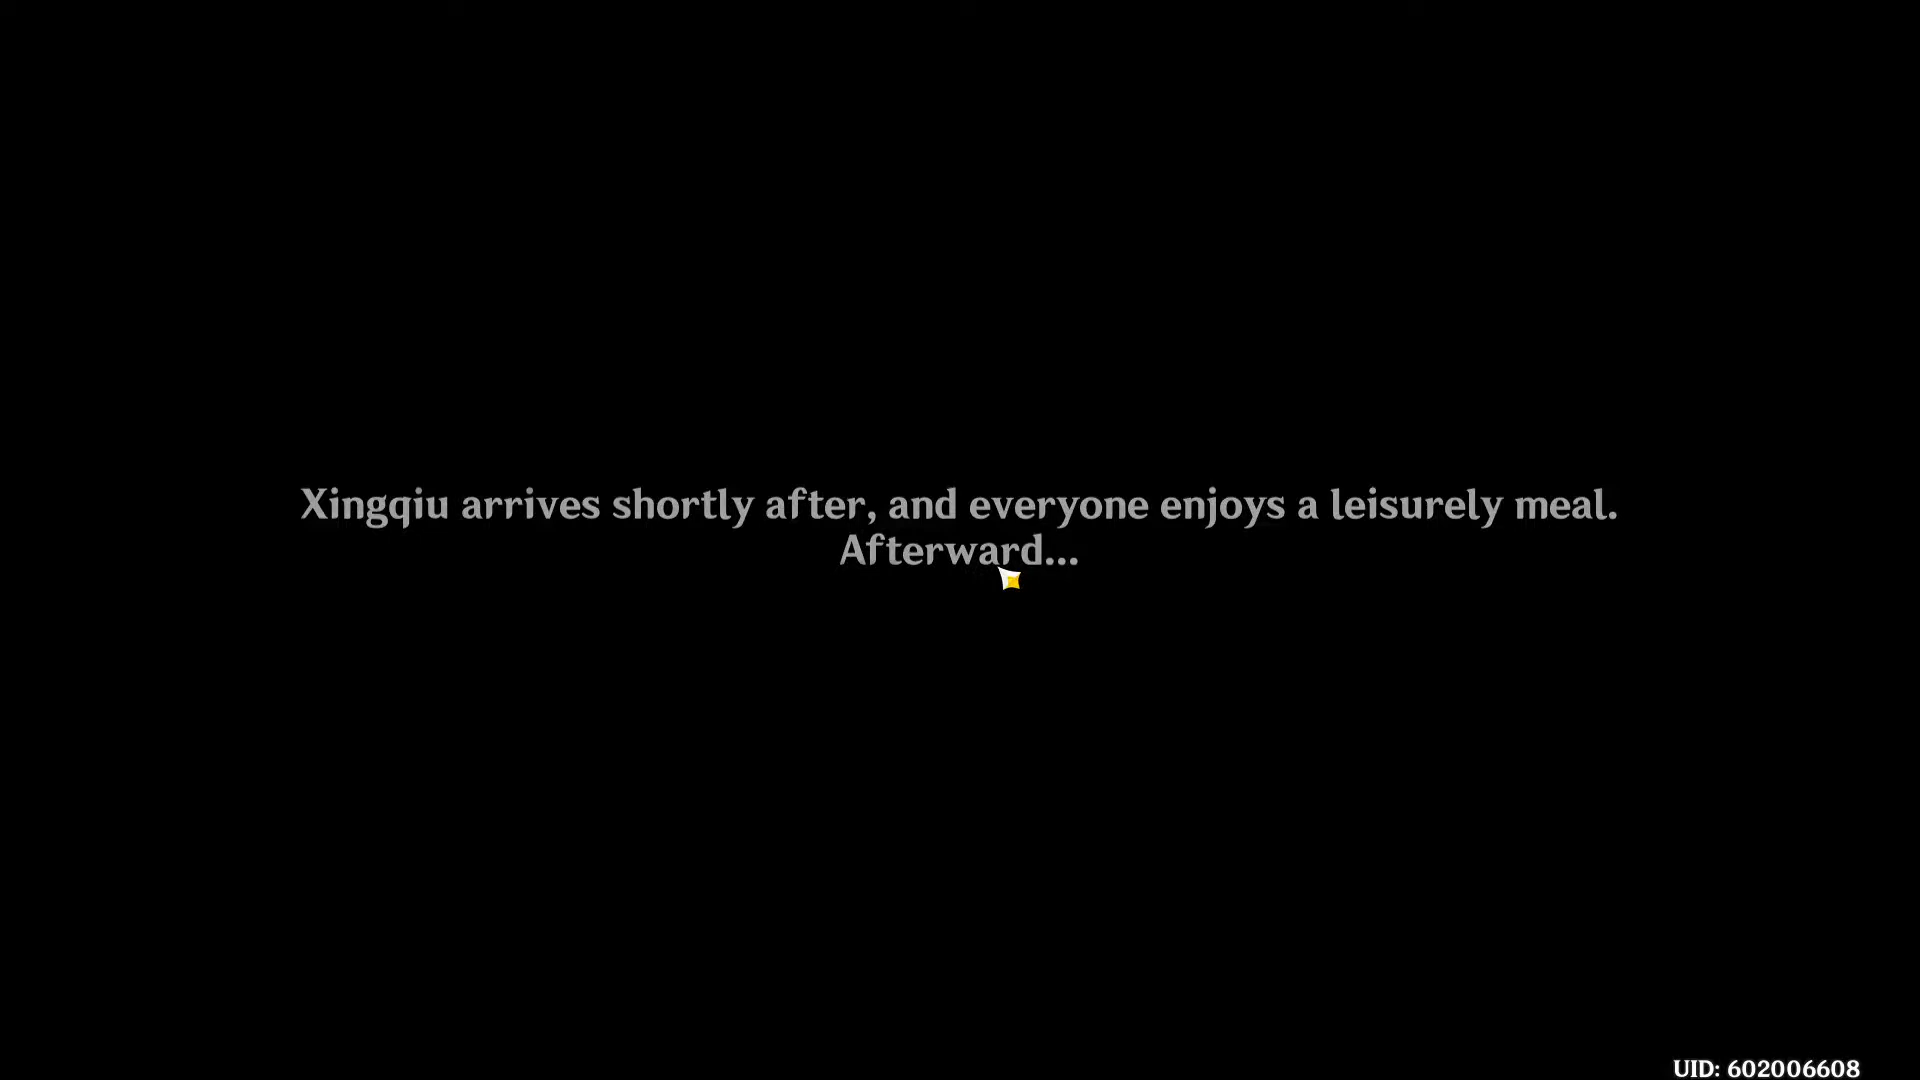 Xingqiu arrives shortly after, and everyone enjoys a leisurely meal.
Afterward...
UID: 602006608